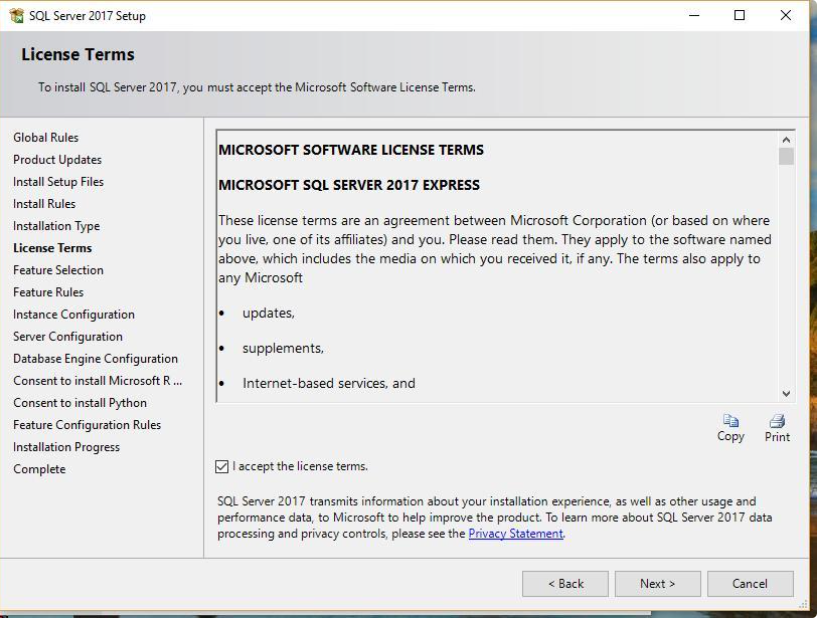 SQL Server 2017 Setup
License Terms
To install SQL Server 2017, you must accept the Microsoft Software License Terms.
Global Rules
Product Updates
Install Setup Files
Install Rules
Installation Type
License Terms
Feature Selection
Feature Rules
Instance Configuration
Server Configuration
Database Engine Configuration
Consent to install Microsoft R ...
Consent to install Python
Feature Configuration Rules
Installation Progress
Complete
MICROSOFT SOFTWARE LICENSE TERMS
MICROSOFT SQL SERVER 2017 EXPRESS
These license terms are an agreement between Microsoft Corporation (or based on where
you live, one of its affiliates) and you. Please read them. They apply to the software named
above, which includes the media on which you received it, if any. The terms also apply to
any Microsoft
• updates,
• supplements,
• Internet-based services, and
Copy
Print
I accept the license terms.
SQL Server 2017 transmits information about your installation experience, as well as other usage and
performance data, to Microsoft to help improve the product. To learn more about SQL Server 2017 data
processing and privacy controls, please see the Privacy Statement.
< Back
Next >
Cancel